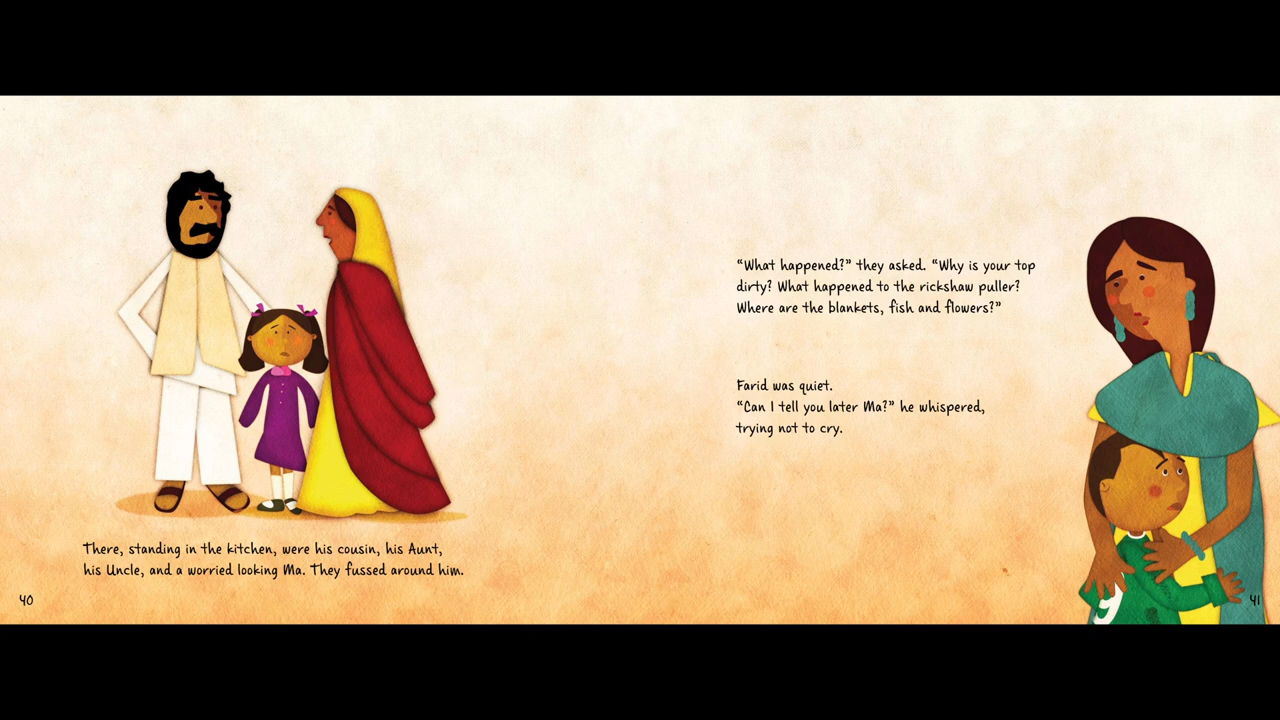 There, standing in the kitchen, were his cousin, his Aunt,
his Uncle, and a worried looking Ma. They fussed around him.
40
“What happened?” they asked. “Why is your top
dirty? What happened to the rickshaw puller?
Where are the blankets, fish and flowers?”
Farid was quiet.
“Can I tell you later Ma?” he whispered,
trying not to cry.
41